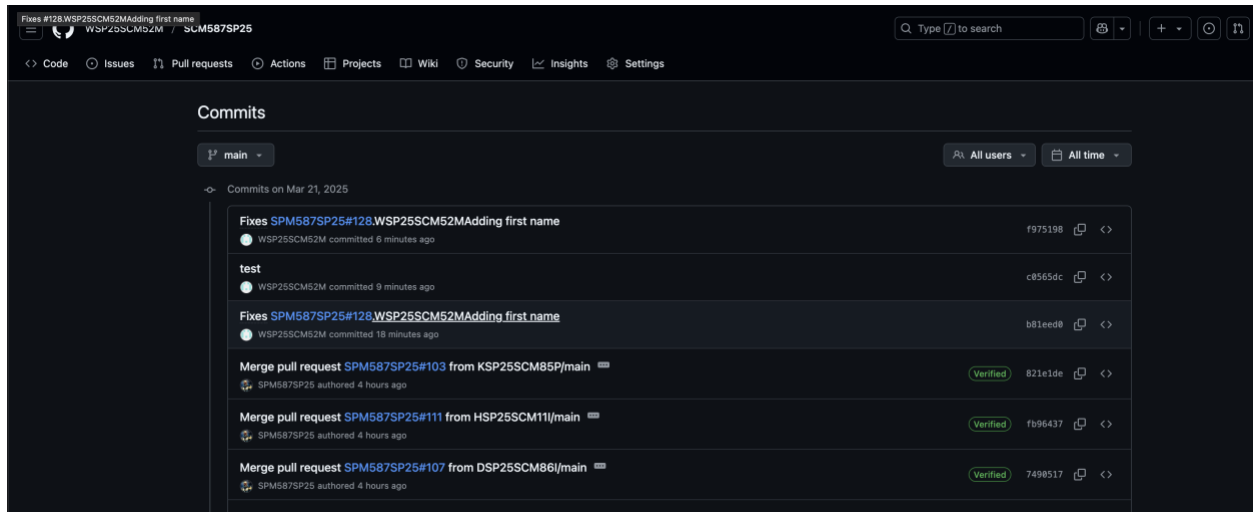 Fixes #128.WSP25SCM52MAdding first name
WSP25SCM52M / SCM587SP25
Type / to search
Code Issues Pull requests Actions Projects Wiki Security Insights Settings
Commits
main All users All time
Commits on Mar 21, 2025
Fixes SPM587SP25#128.WSP25SCM52MAdding first name
WSP25SCM52M committed 6 minutes ago
f975198
test
WSP25SCM52M committed 9 minutes ago
c0565dc
Fixes SPM587SP25#128.WSP25SCM52MAdding first name
WSP25SCM52M committed 18 minutes ago
b81eed0
Merge pull request SPM587SP25#103 from KSP25SCM85P/main
SPM587SP25 authored 4 hours ago
Verified 821e1de
Merge pull request SPM587SP25#111 from HSP25SCM11I/main
SPM587SP25 authored 4 hours ago
Verified fb96437
Merge pull request SPM587SP25#107 from DSP25SCM86I/main
SPM587SP25 authored 4 hours ago
Verified 7490517